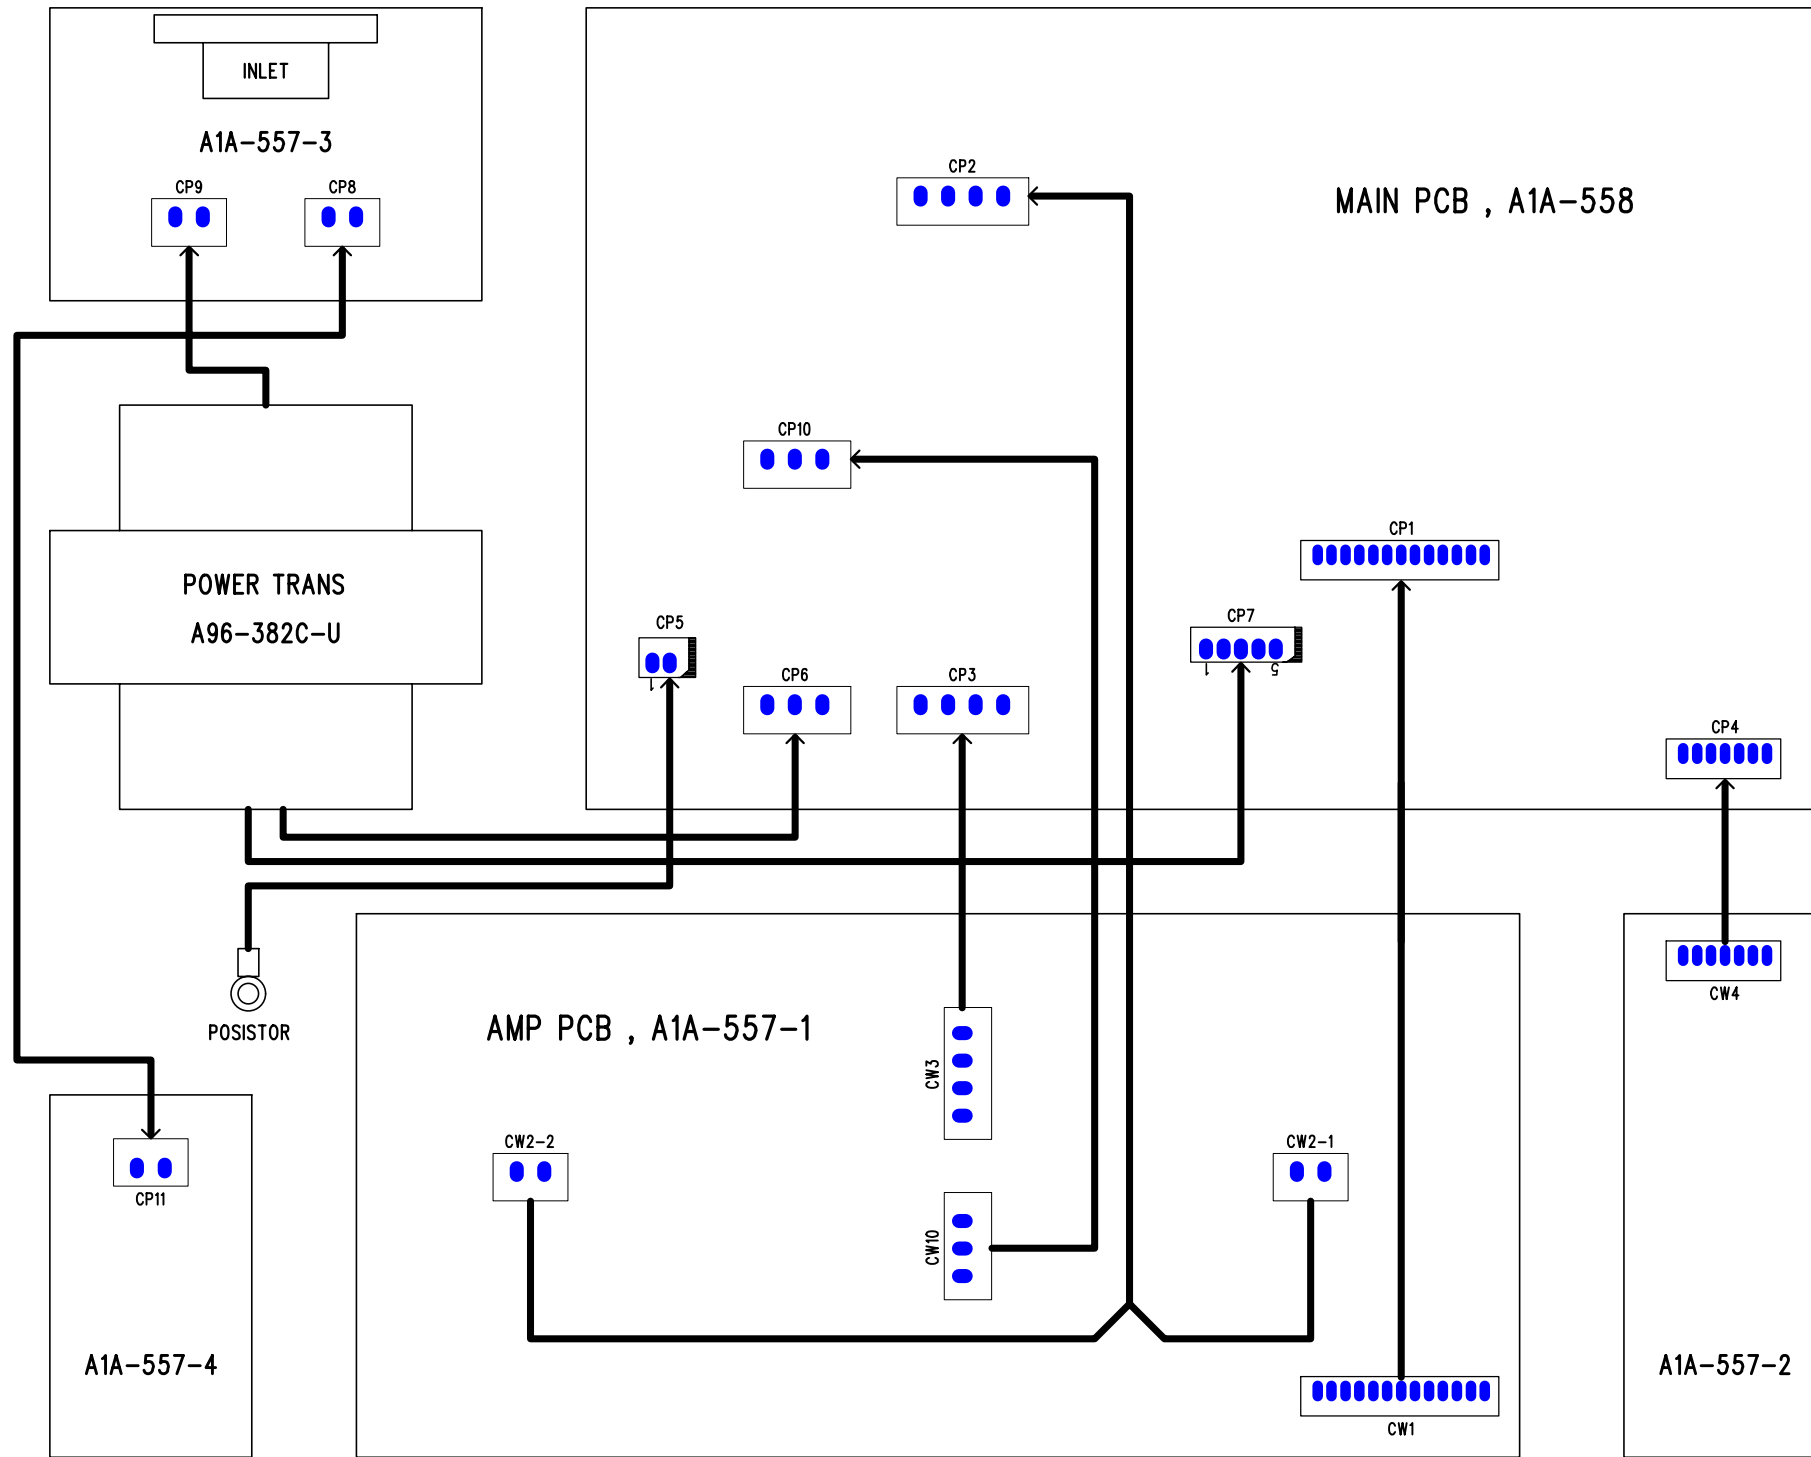 INLET
A1A-557-3
CP9
CP8
CP2
MAIN PCB , A1A-558
CP10
CP1
POWER TRANS
A96-382C-U
CP5
1
CP6
CP3
CP7
1
5
CP4
POSISTOR
AMP PCB , A1A-557-1
CW3
CW4
CW2-2
CW2-1
CP11
CW10
A1A-557-4
A1A-557-2
CW1